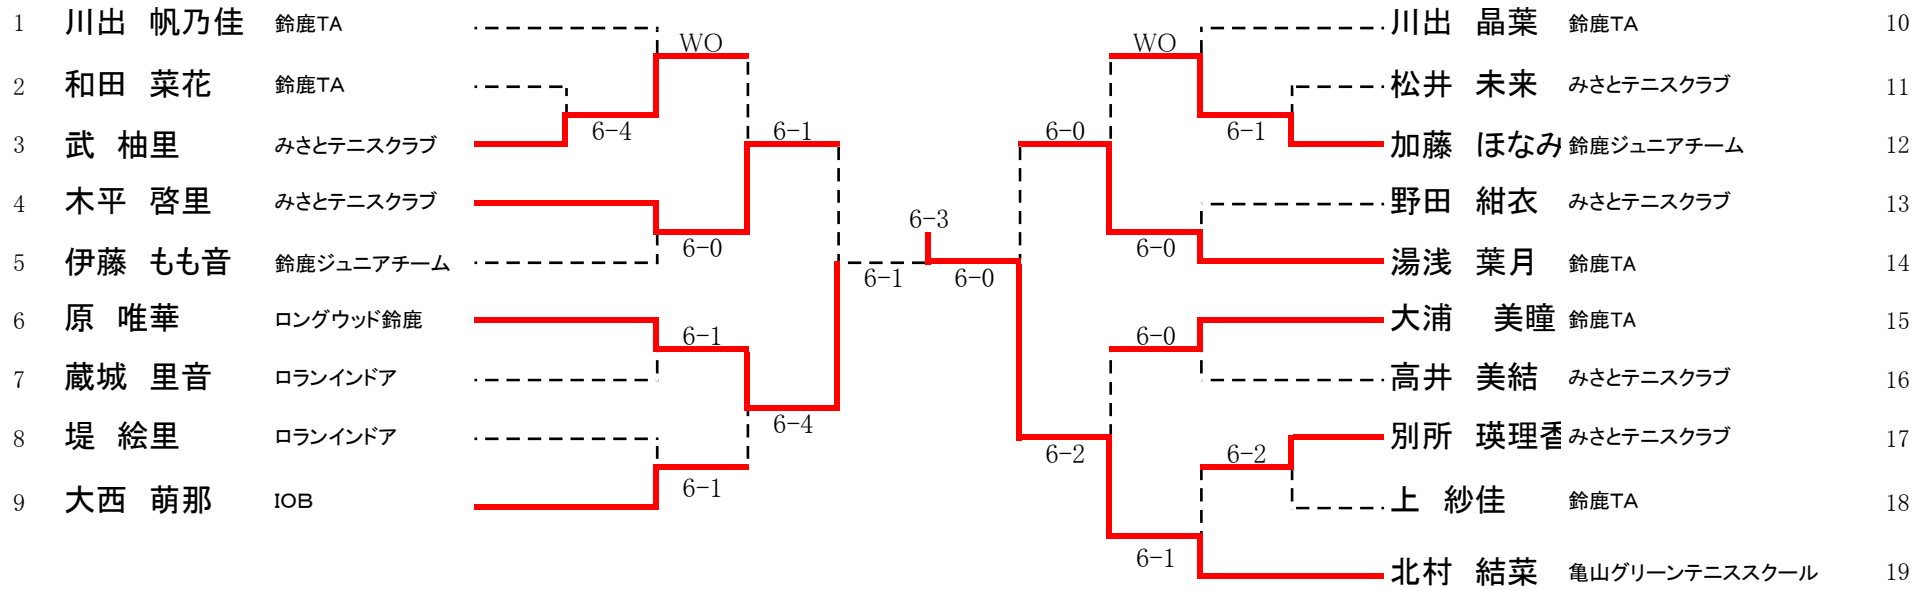 1 川出 帆乃佳 鈴鹿TA
2 和田 菜花 鈴鹿TA
3 武 柚里 みさとテニスクラブ
4 木平 啓里 みさとテニスクラブ
5 伊藤 もも音 鈴鹿ジュニアチーム
6 原 唯華 ロングウッド鈴鹿
7 蔵城 里音 ロランインドア
8 堤 絵里 ロランインドア
9 大西 萌那 IOB
WO
6-4
6-1
6-0
6-1
6-4
6-1
6-1
6-3
6-0
WO
6-0
6-1
6-0
6-0
6-2
6-2
6-1
川出 晶葉 鈴鹿TA 10
松井 未来 みさとテニスクラブ 11
加藤 ほなみ 鈴鹿ジュニアチーム 12
野田 紺衣 みさとテニスクラブ 13
湯浅 葉月 鈴鹿TA 14
大浦 美瞳 鈴鹿TA 15
高井 美結 みさとテニスクラブ 16
別所 瑛理香 みさとテニスクラブ 17
上 紗佳 鈴鹿TA 18
北村 結菜 亀山グリーンテニススクール 19